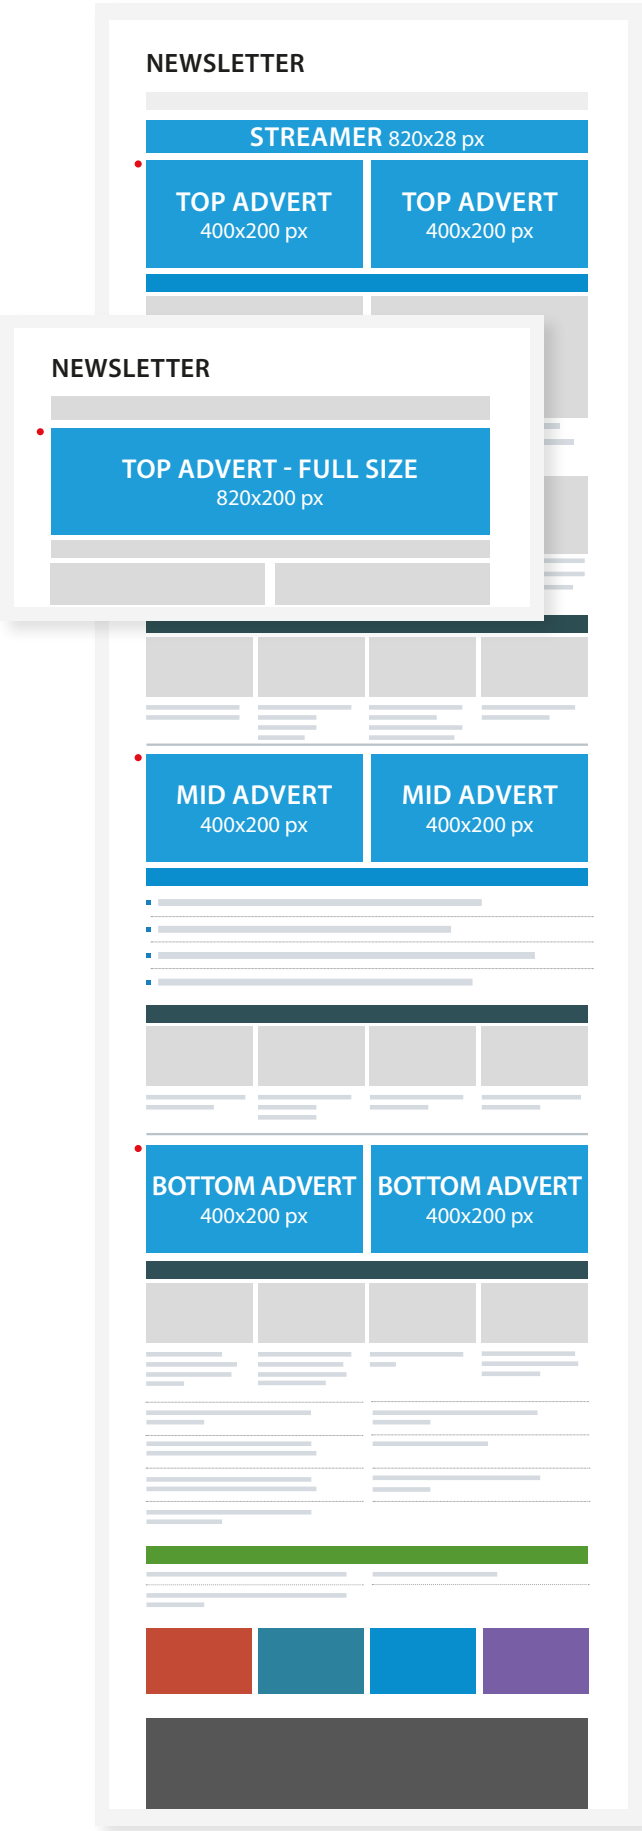 NEWSLETTER
STREAMER 820x28 px
TOP ADVERT
400x200 px
TOP ADVERT
400x200 px
NEWSLETTER
TOP ADVERT - FULL SIZE
820x200 px
MID ADVERT
400x200 px
MID ADVERT
400x200 px
BOTTOM ADVERT
400x200 px
BOTTOM ADVERT
400x200 px